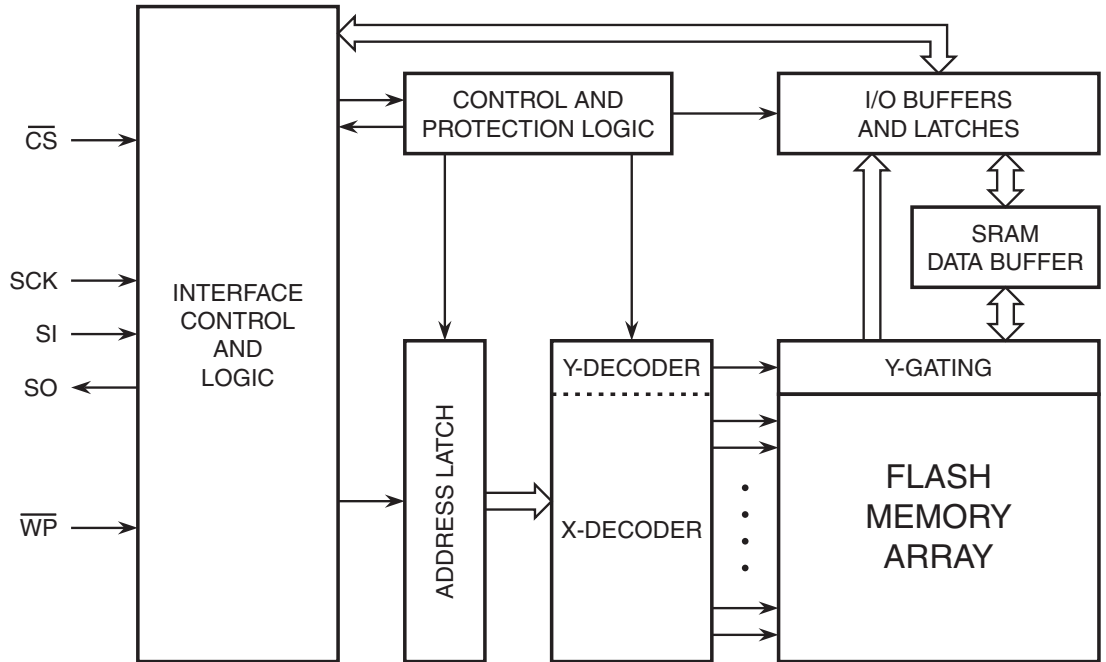 CS
SCK
SI
SO
WP
INTERFACE
CONTROL
AND
LOGIC
CONTROL AND
PROTECTION LOGIC
I/O BUFFERS
AND LATCHES
SRAM
DATA BUFFER
ADDRESS LATCH
Y-DECODER
X-DECODER
Y-GATING
FLASH
MEMORY
ARRAY